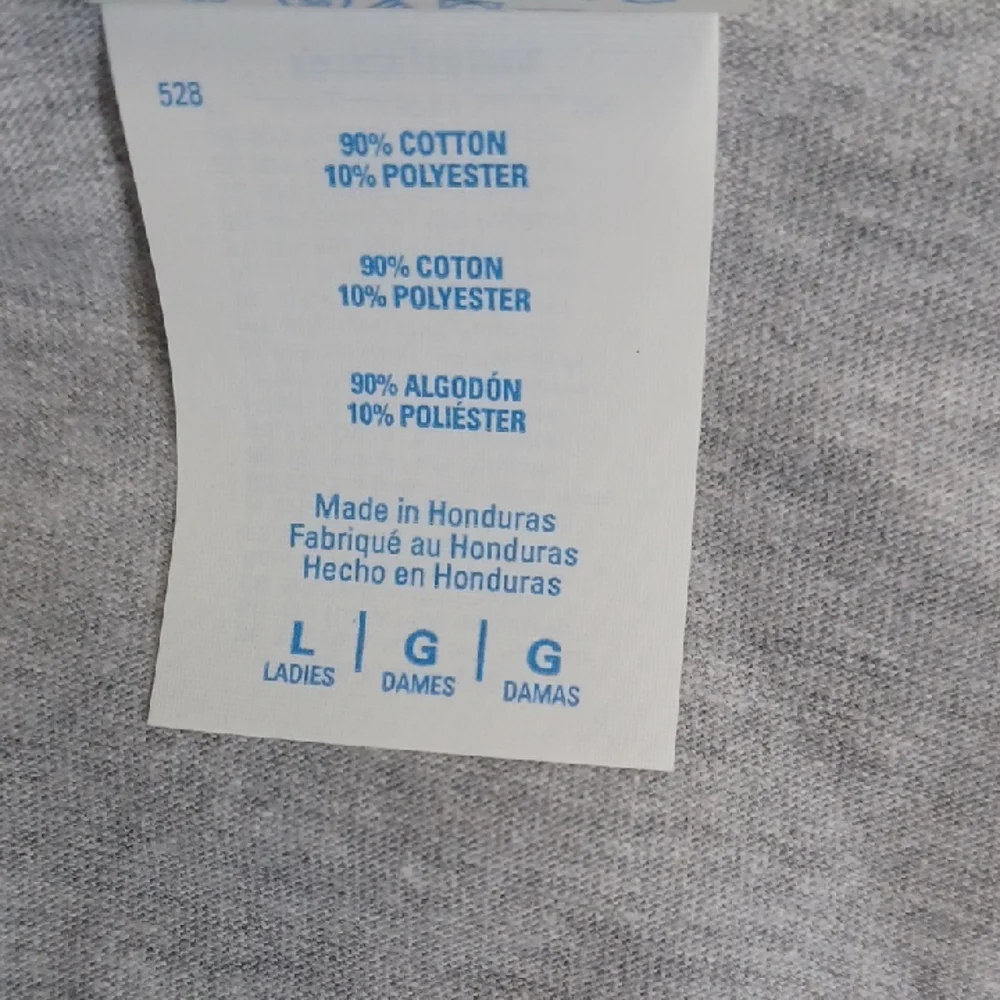 528
90% COTTON
10% POLYESTER
90% COTON
10% POLYESTER
90% ALGODÓN
10% POLIÉSTER
Made in Honduras
Fabriqué au Honduras
Hecho en Honduras
L | G | G
LADIES DAMES DAMAS